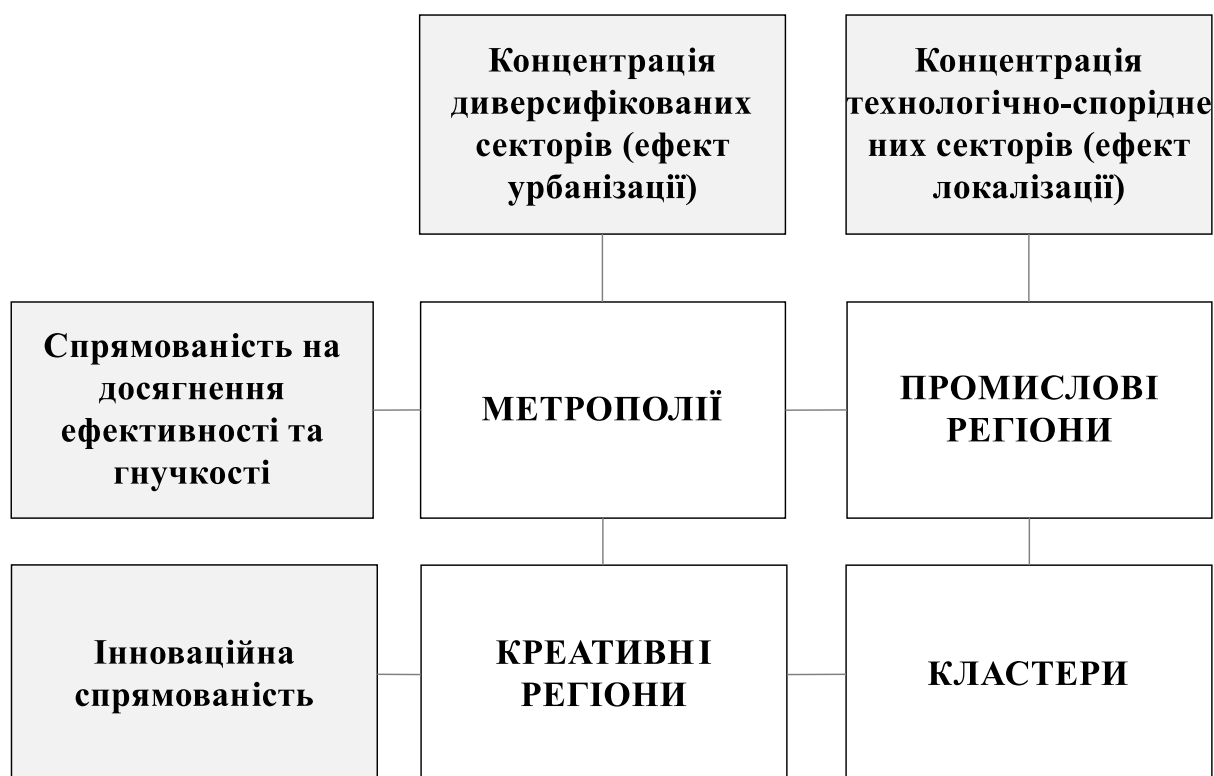 Концентрація
диверсифікованих
секторів (ефект
урбанізації)
Концентрація
технологічно-спорідне
них секторів (ефект
локалізації)
Спрямованість на
досягнення
ефективності та
гнучкості
МЕТРОПОЛІЇ
ПРОМИСЛОВІ
РЕГІОНИ
Інноваційна
спрямованість
КРЕАТИВНІ
РЕГІОНИ
КЛАСТЕРИ